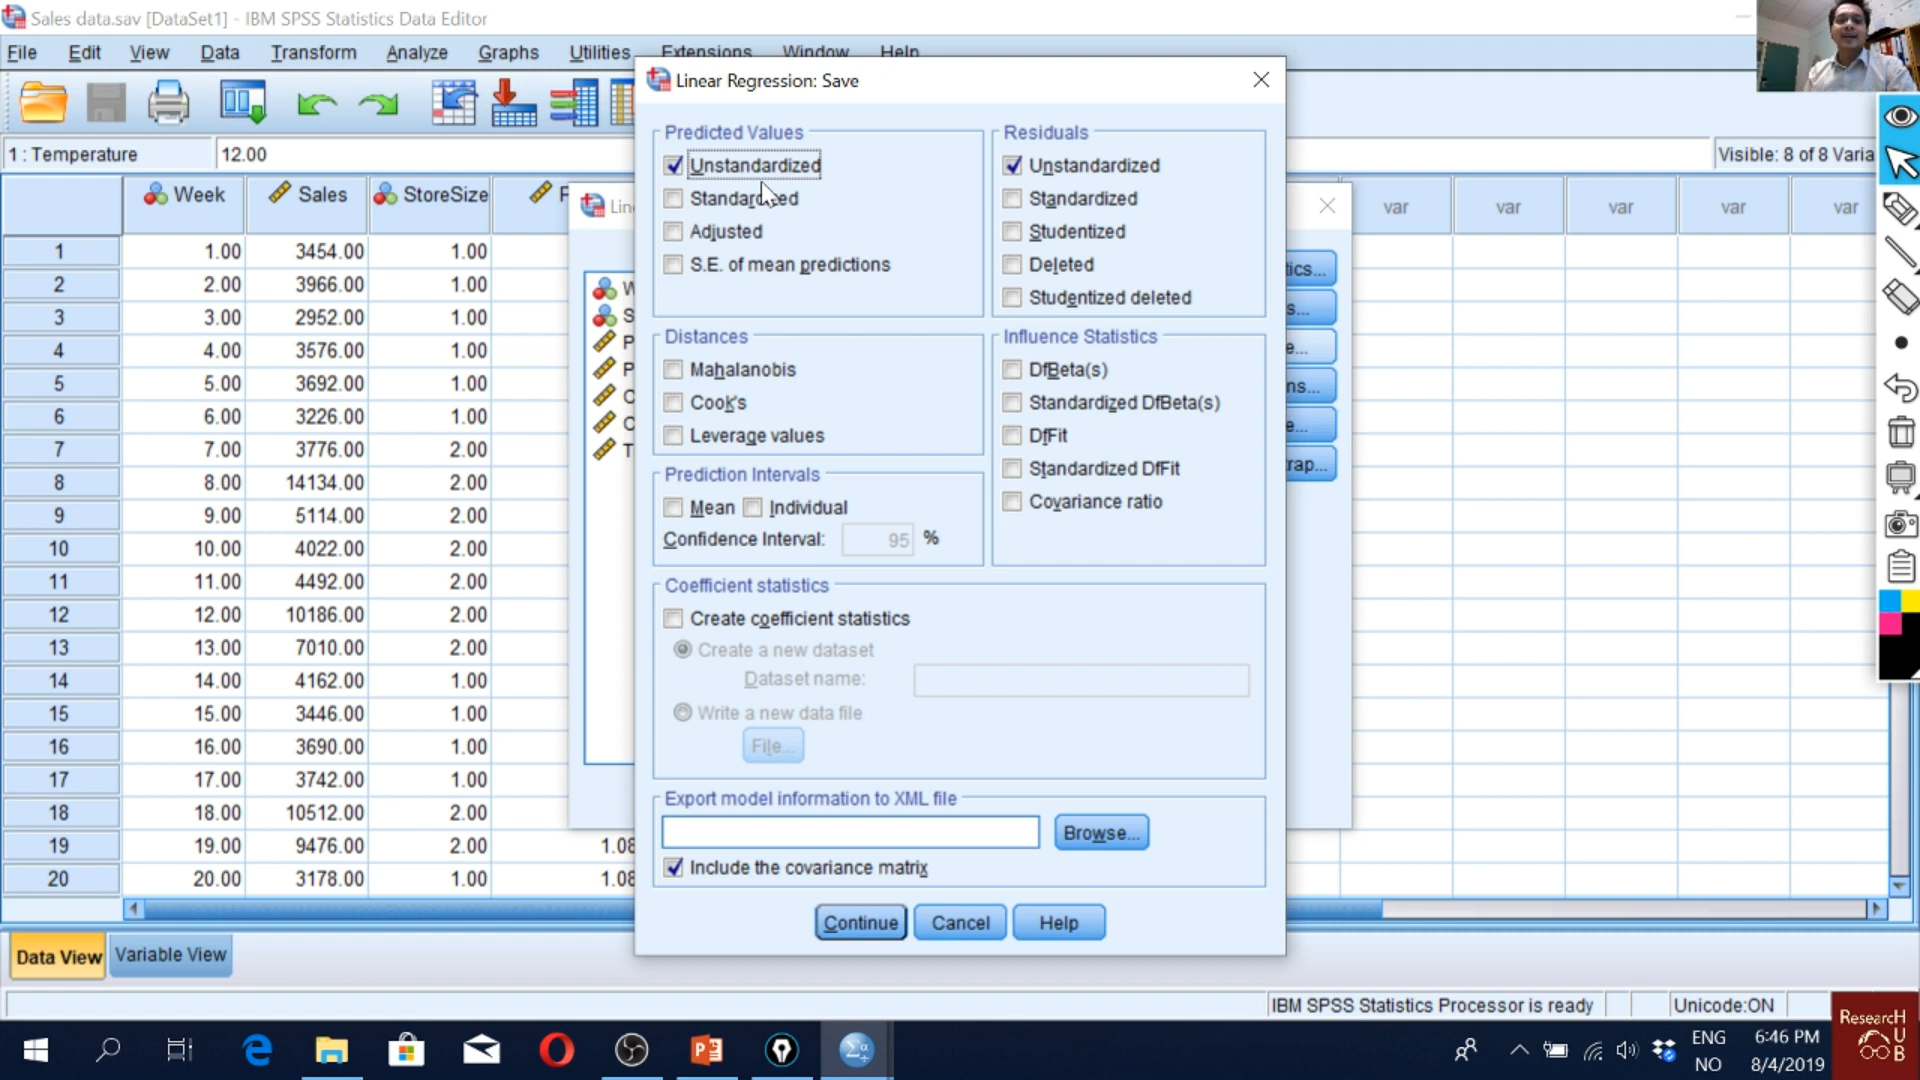 Sales data.sav [DataSet1] - IBM SPSS Statistics Data Editor
File Edit View Data Transform Analyze Graphs Utilities Extensions Window Help
1 : Temperature 12.00 Visible: 8 of 8 Varia
Week Sales StoreSize var var var var var
1 1.00 3454.00 1.00
2 2.00 3966.00 1.00
3 3.00 2952.00 1.00
4 4.00 3576.00 1.00
5 5.00 3692.00 1.00
6 6.00 3226.00 1.00
7 7.00 3776.00 2.00
8 8.00 14134.00 2.00
9 9.00 5114.00 2.00
10 10.00 4022.00 2.00
11 11.00 4492.00 2.00
12 12.00 10186.00 2.00
13 13.00 7010.00 2.00
14 14.00 4162.00 1.00
15 15.00 3446.00 1.00
16 16.00 3690.00 1.00
17 17.00 3742.00 1.00
18 18.00 10512.00 2.00
19 19.00 9476.00 2.00 1.08
20 20.00 3178.00 1.00 1.08
Linear Regression: Save
Predicted Values
Unstandardized
Standardized
Adjusted
S.E. of mean predictions
Residuals
Unstandardized
Standardized
Studentized
Deleted
Studentized deleted
Distances
Mahalanobis
Cook's
Leverage values
Influence Statistics
DfBeta(s)
Standardized DfBeta(s)
DfFit
Standardized DfFit
Covariance ratio
Prediction Intervals
Mean Individual
Confidence Interval: 95 %
Coefficient statistics
Create coefficient statistics
Create a new dataset
Dataset name:
Write a new data file
File...
Export model information to XML file
Browse...
Include the covariance matrix
Continue Cancel Help
Data View Variable View
IBM SPSS Statistics Processor is ready Unicode:ON
ENG
NO
6:46 PM
8/4/2019
ResearcH
UB